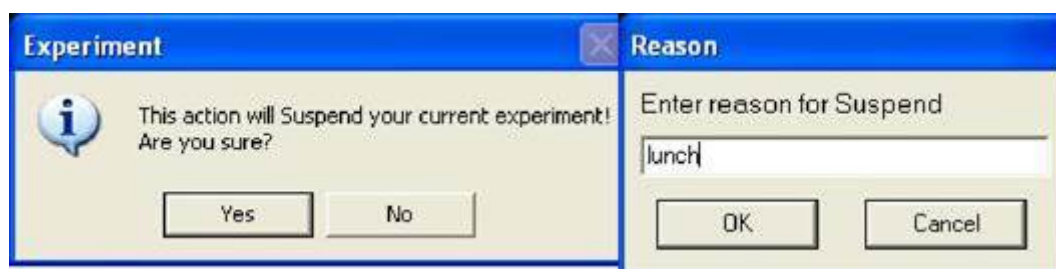 Experiment
This action will Suspend your current experiment!
Are you sure?
Yes
No
Reason
Enter reason for Suspend
lunch
OK
Cancel